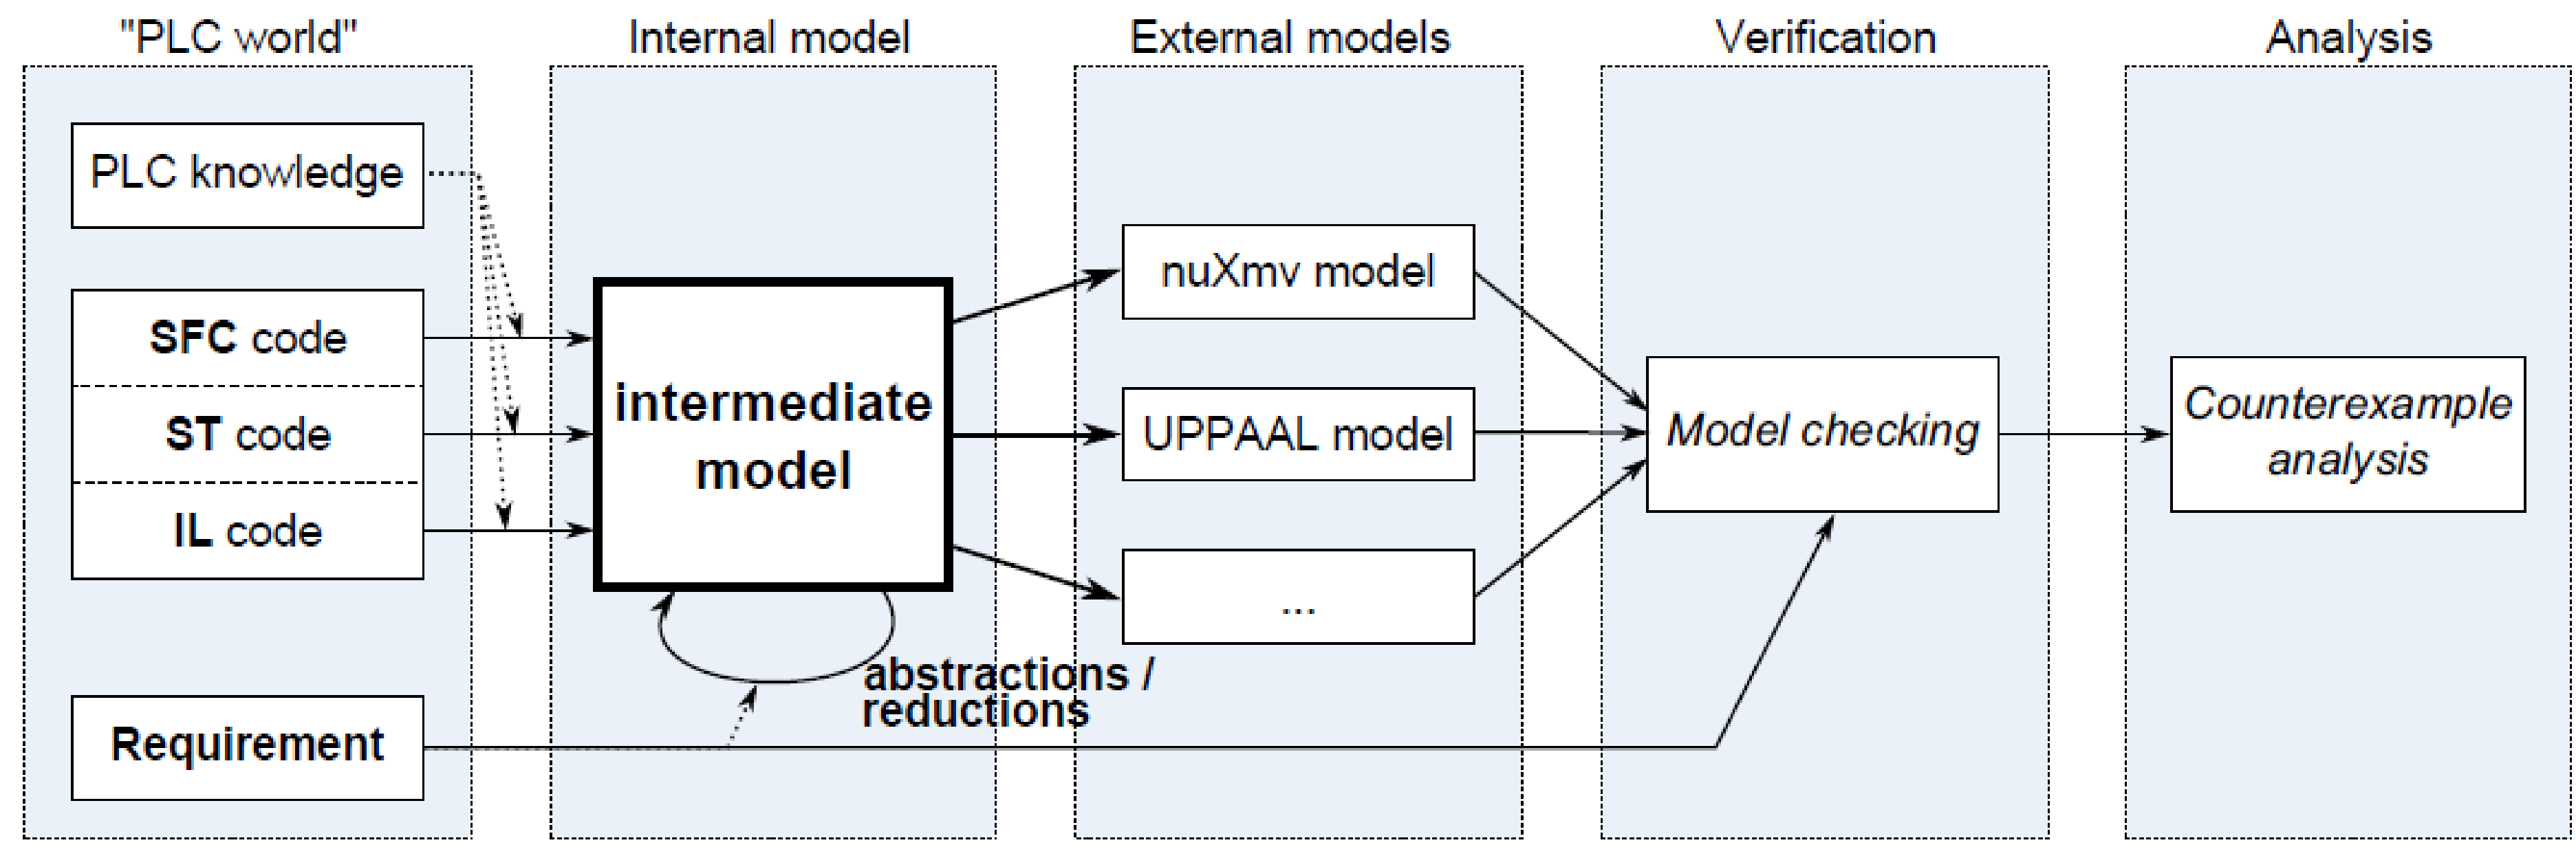 "PLC world"
Internal model
External models
Verification
Analysis
PLC knowledge
SFC code
ST code
IL code
Requirement
intermediate
model
abstractions /
reductions
nuXmv model
UPPAAL model
...
Model checking
Counterexample
analysis